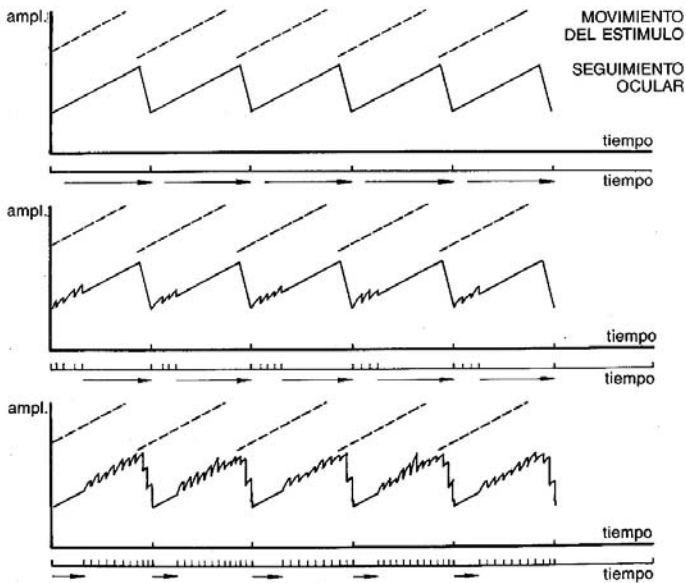 ampl.
MOVIMIENTO
DEL ESTIMULO
SEGUIMIENTO
OCULAR
tiempo
tiempo
ampl.
tiempo
tiempo
ampl.
tiempo
tiempo